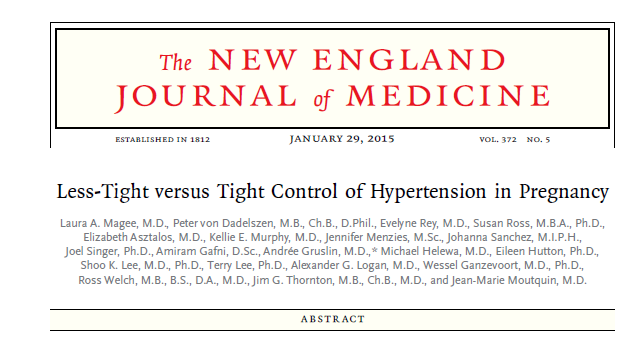 The NEW ENGLAND
JOURNAL of MEDICINE
ESTABLISHED IN 1812 JANUARY 29, 2015 VOL. 372 NO. 5
Less-Tight versus Tight Control of Hypertension in Pregnancy
Laura A. Magee, M.D., Peter von Dadelszen, M.B., Ch.B., D.Phil., Evelyne Rey, M.D., Susan Ross, M.B.A., Ph.D.,
Elizabeth Asztalos, M.D., Kellie E. Murphy, M.D., Jennifer Menzies, M.Sc., Johanna Sanchez, M.I.P.H.,
Joel Singer, Ph.D., Amiram Gafni, D.Sc., Andrée Gruslin, M.D.,* Michael Helewa, M.D., Eileen Hutton, Ph.D.,
Shoo K. Lee, M.D., Ph.D., Terry Lee, Ph.D., Alexander G. Logan, M.D., Wessel Ganzevoort, M.D., Ph.D.,
Ross Welch, M.B., B.S., D.A., M.D., Jim G. Thornton, M.B., Ch.B., M.D., and Jean-Marie Moutquin, M.D.
ABSTRACT